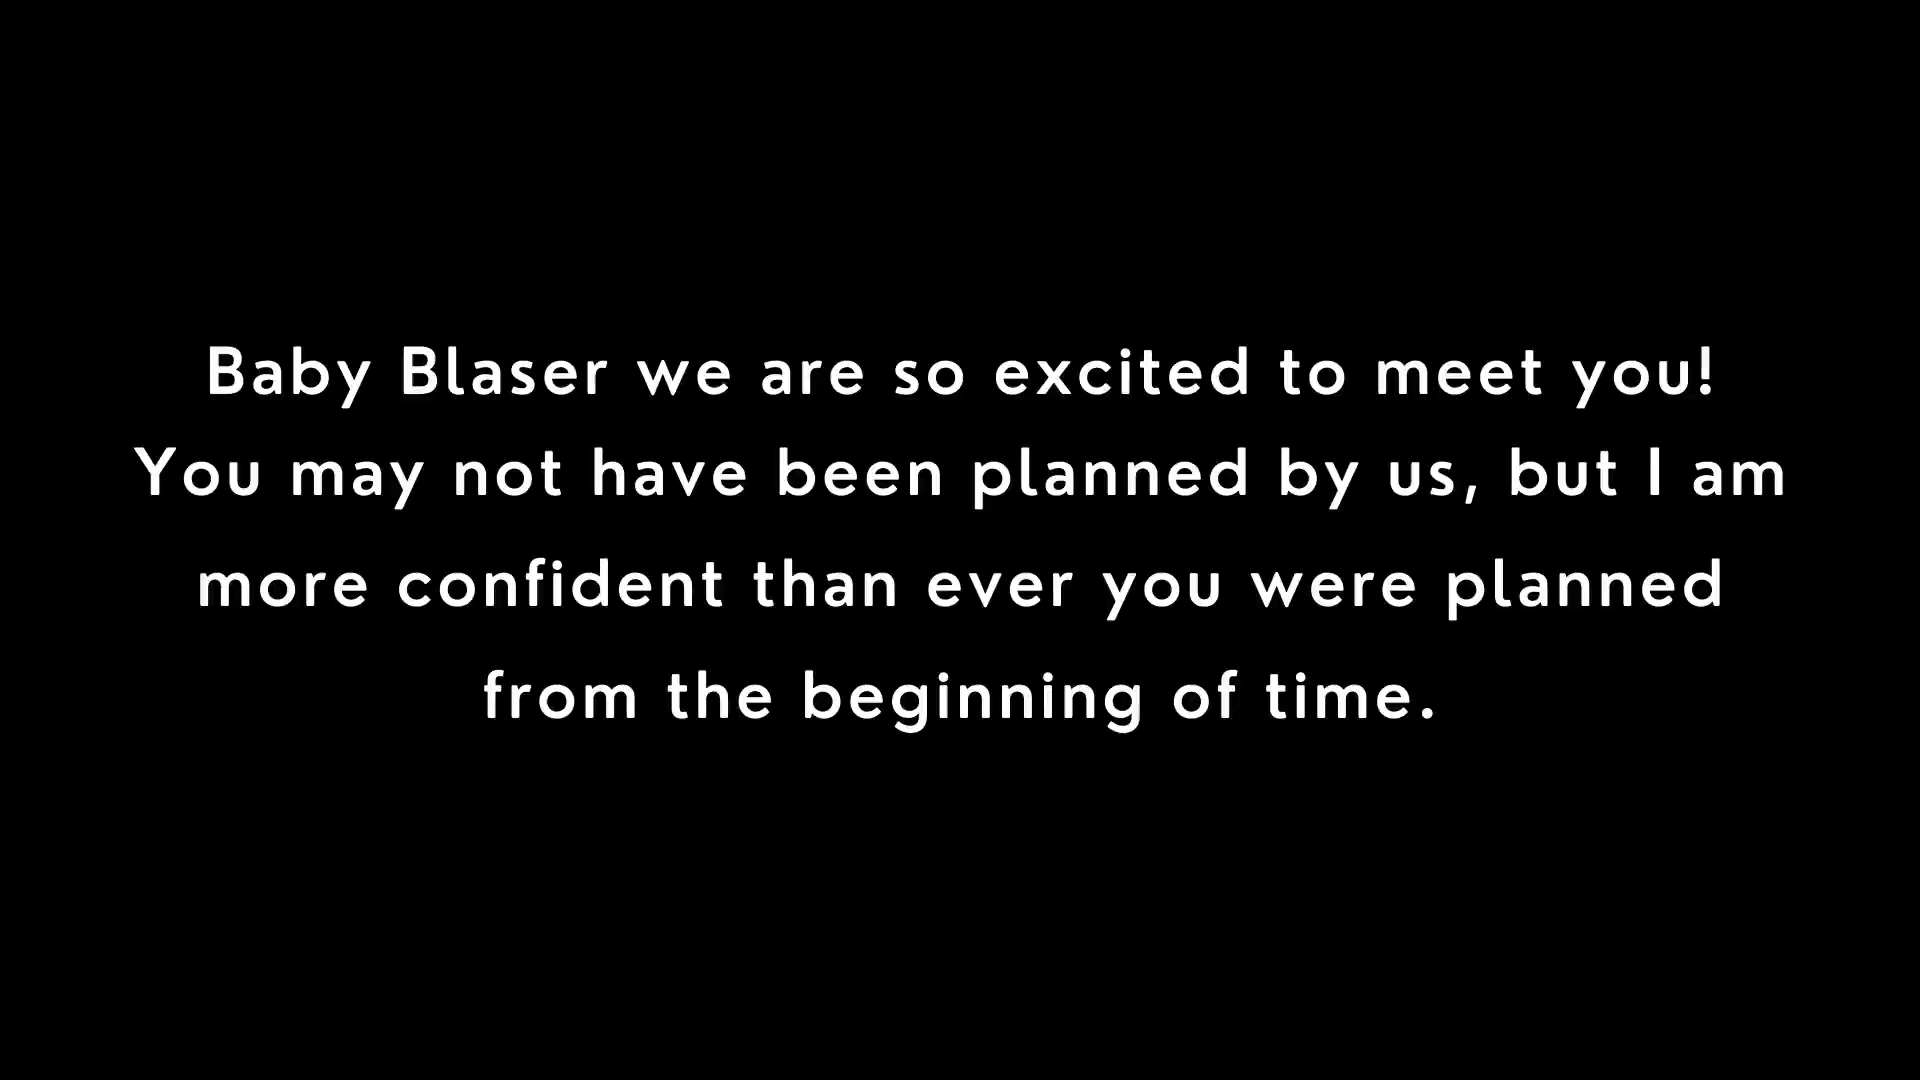 Baby Blaser we are so excited to meet you!
You may not have been planned by us, but I am
more confident than ever you were planned
from the beginning of time.